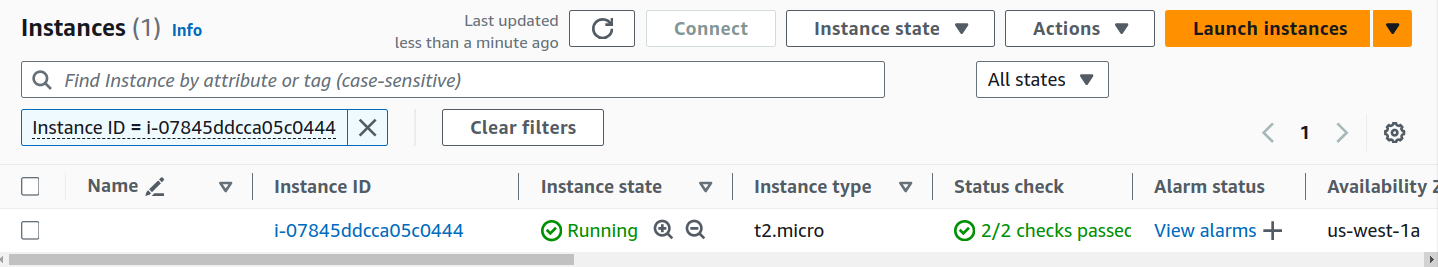 Instances (1) Info
Last updated
less than a minute ago
Connect
Instance state
Actions
Launch instances
Find Instance by attribute or tag (case-sensitive)
All states
Instance ID = i-07845ddcca05c0444
Clear filters
1
Name Instance ID Instance state Instance type Status check Alarm status Availability Z
i-07845ddcca05c0444 Running t2.micro 2/2 checks passed View alarms + us-west-1a